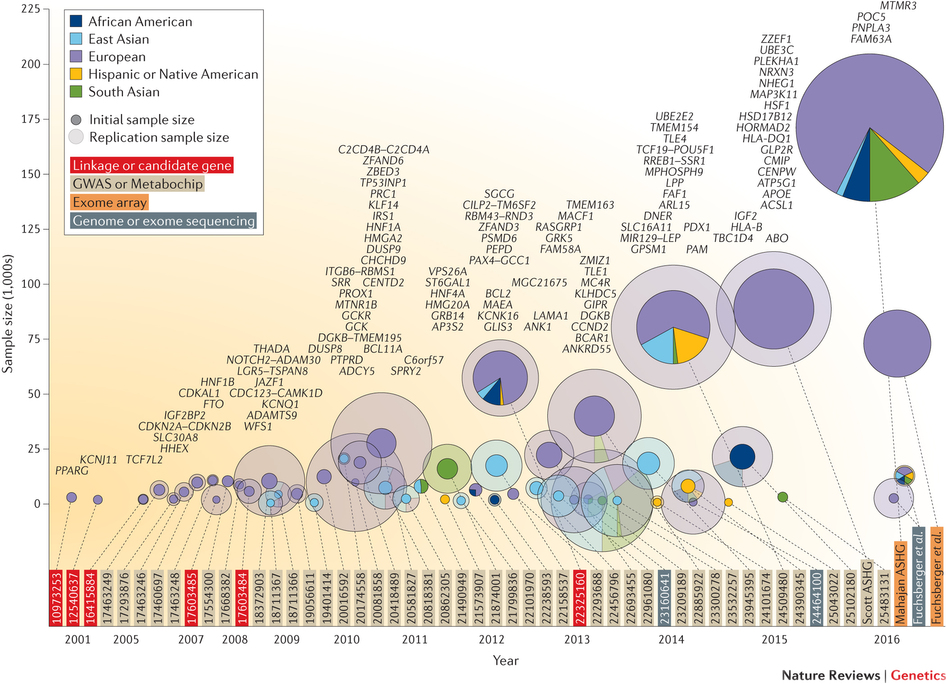 225
200
175
150
125
100
75
50
25
0
Sample size (1,000s)
African American
East Asian
European
Hispanic or Native American
South Asian
Initial sample size
Replication sample size
Linkage or candidate gene
GWAS or Metabochip
Exome array
Genome or exome sequencing
PPARG
KCNJ11
TCF7L2
IGF2BP2
CDKN2A–CDKN2B
SLC30A8
HHEX
HNF1B
CDKAL1
FTO
THADA
NOTCH2–ADAM30
LGR5–TSPAN8
JAZF1
CDC123–CAMK1D
KCNQ1
ADAMTS9
WFS1
C2CD4B–C2CD4A
ZFAND6
ZBED3
TP53INP1
PRC1
KLF14
IRS1
HNF1A
HMGA2
DUSP9
CHCHD9
ITGB6–RBMS1
SRR CENTD2
PROX1
MTNR1B
GCKR
GCK
DGKB–TMEM195
DUSP8 BCL11A
PTPRD
ADCY5
C6orf57
SPRY2
VPS26A
ST6GAL1
HNF4A
HMG20A
GRB14
AP3S2
SGCG
CILP2–TM6SF2
RBM43–RND3
ZFAND3
PSMD6
PEPD
PAX4–GCC1
BCL2
MAEA
KCNK16
GLIS3
MGC21675
LAMA1
ANK1
TMEM163
MACF1
RASGRP1
GRK5
FAM58A
ZMIZ1
TLE1
MC4R
KLHDC5
GIPR
DGKB
CCND2
BCAR1
ANKRD55
UBE2E2
TMEM154
TLE4
TCF19–POU5F1
RREB1–SSR1
MPHOSPH9
LPP
FAF1
ARL15
DNER
SLC16A11 PDX1
MIR129–LEP
GPSM1 PAM
ZZEF1
UBE3C
PLEKHA1
NRXN3
NHEG1
MAP3K11
HSF1
HSD17B12
HORMAD2
HLA-DQ1
GLP2R
CMIP
CENPW
ATP5G1
APOE
ACSL1
IGF2
HLA-B
TBC1D4 ABO
MTMR3
POC5
PNPLA3
FAM63A
10973253
12540637
16415884
17463249
17293876
17463246
17460697
17463248
17603485
17554300
17668382
17603484
18372903
18711367
18711366
19056611
19401414
20016592
20174558
20081858
20418489
20581827
20818381
20862305
21490949
21573907
21874001
21799836
22101970
22238593
22158537
22325160
22293688
22456796
22693455
22961080
23160641
23209189
22885922
23300278
23532257
23945395
24101674
24509480
24390345
24464100
25043022
25102180
Scott ASHG
25483131
Mahajan ASHG
Fuchsberger et al.
Fuchsberger et al.
2001
2005
2007
2008
2009
2010
2011
2012
2013
2014
2015
2016
Year
Nature Reviews | Genetics